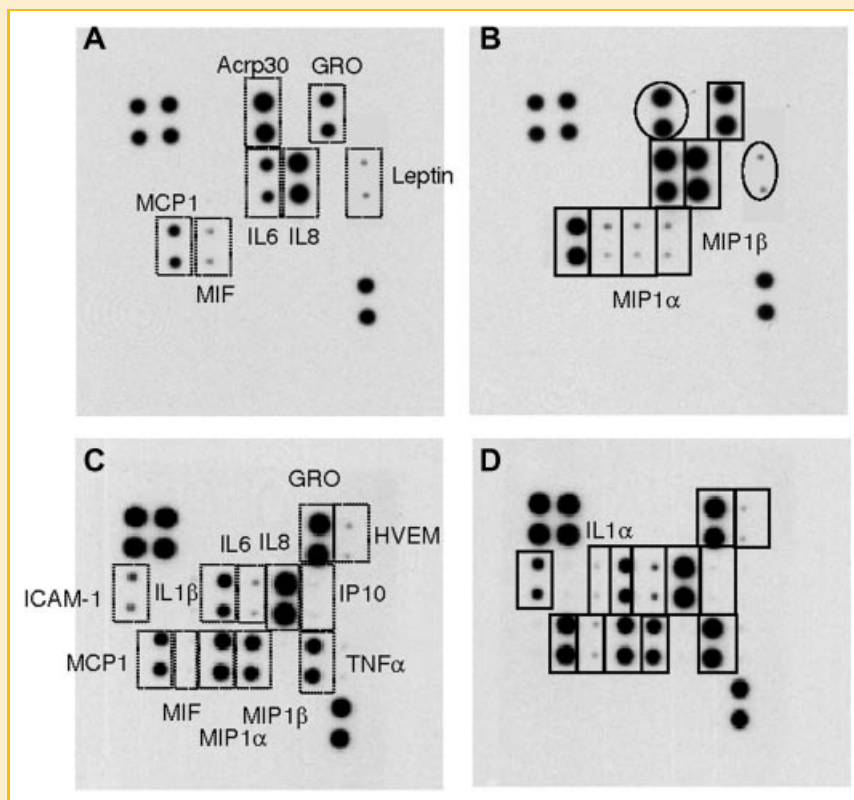 A
Acrp30 GRO
Leptin
MCP1
IL6 IL8
MIF
B
MIP1β
MIP1α
C
GRO
IL6 IL8
HVEM
ICAM-1 IL1β
IP10
MCP1
TNFα
MIF
MIP1β
MIP1α
D
IL1α